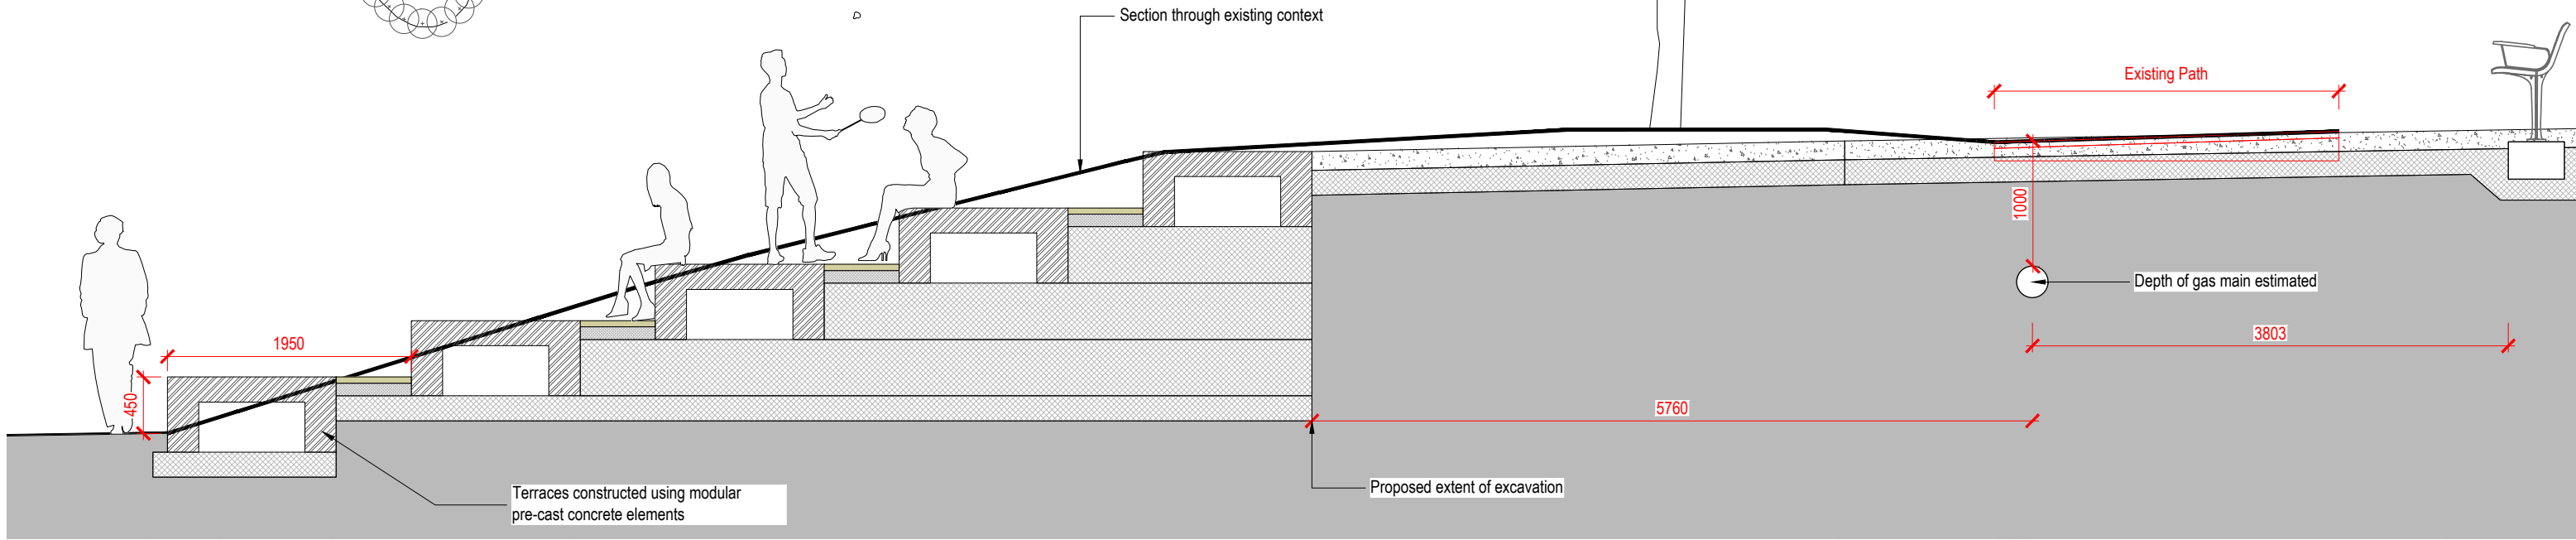 Section through existing context
Existing Path
1000
Depth of gas main estimated
3803
1950
450
5760
Terraces constructed using modular
pre-cast concrete elements
Proposed extent of excavation